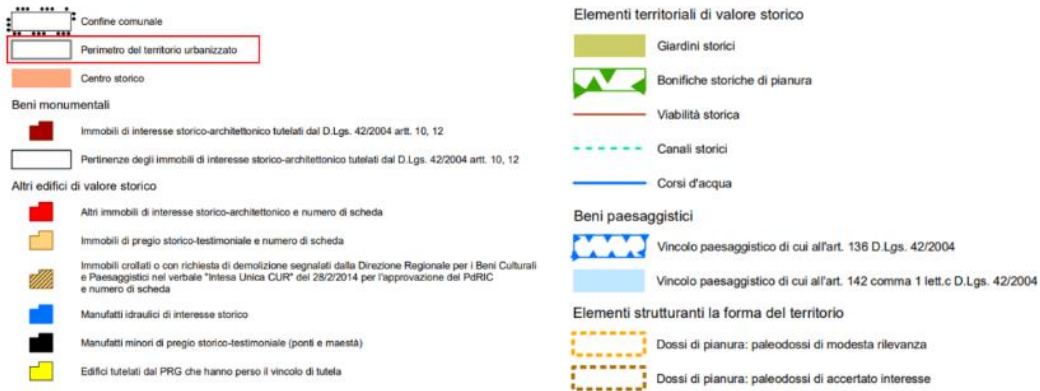 Confine comunale
Perimetro del territorio urbanizzato
Centro storico
Beni monumentali
Immobili di interesse storico-architettonico tutelati dal D.Lgs. 42/2004 artt. 10, 12
Pertinenze degli immobili di interesse storico-architettonico tutelati dal D.Lgs. 42/2004 artt. 10, 12
Altri edifici di valore storico
Altri immobili di interesse storico-architettonico e numero di scheda
Immobili di pregio storico-testimoniale e numero di scheda
Immobili crollati o con richiesta di demolizione segnalati dalla Direzione Regionale per i Beni Culturali
e Paesaggistici nel verbale "Intesa Unica CUR" del 28/2/2014 per l'approvazione del PdRIC
e numero di scheda
Manufatti idraulici di interesse storico
Manufatti minori di pregio storico-testimoniale (ponti e maestà)
Edifici tutelati dal PRG che hanno perso il vincolo di tutela
Elementi territoriali di valore storico
Giardini storici
Bonifiche storiche di pianura
Viabilità storica
Canali storici
Corsi d'acqua
Beni paesaggistici
Vincolo paesaggistico di cui all'art. 136 D.Lgs. 42/2004
Vincolo paesaggistico di cui all'art. 142 comma 1 lett.c D.Lgs. 42/2004
Elementi strutturanti la forma del territorio
Dossi di pianura: paleodossi di modesta rilevanza
Dossi di pianura: paleodossi di accertato interesse